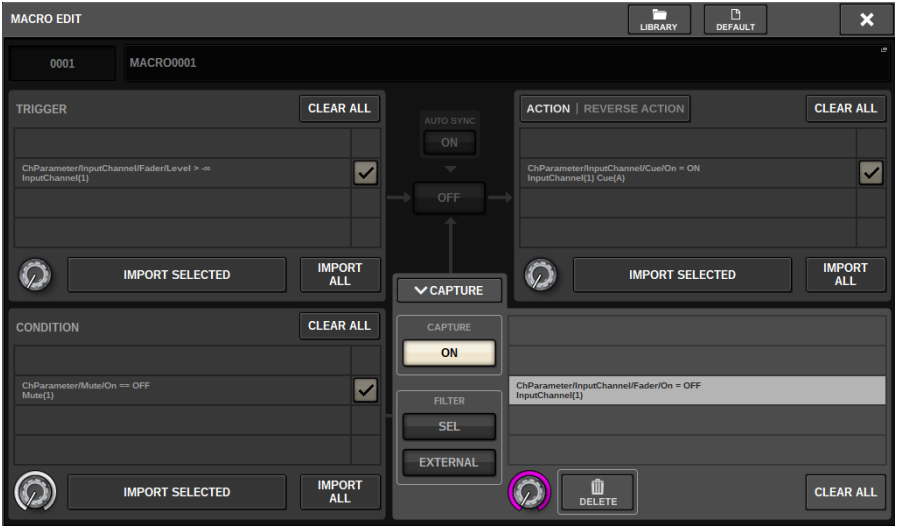 MACRO EDIT
LIBRARY
DEFAULT
0001
MACRO0001
TRIGGER
CLEAR ALL
ChParameter/InputChannel/Fader/Level > -∞
InputChannel(1)
IMPORT SELECTED
IMPORT
ALL
AUTO SYNC
ON
OFF
ACTION | REVERSE ACTION
CLEAR ALL
ChParameter/InputChannel/Cue/On = ON
InputChannel(1) Cue(A)
IMPORT SELECTED
IMPORT
ALL
CONDITION
CLEAR ALL
ChParameter/Mute/On == OFF
Mute(1)
IMPORT SELECTED
IMPORT
ALL
CAPTURE
CAPTURE
ON
FILTER
SEL
EXTERNAL
ChParameter/InputChannel/Fader/On = OFF
InputChannel(1)
DELETE
CLEAR ALL